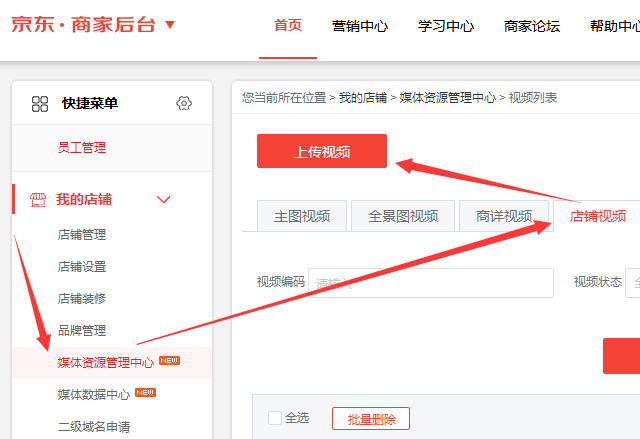 京东·商家后台
首页 营销中心 学习中心 商家论坛 帮助中心
快捷菜单
员工管理
我的店铺
店铺管理
店铺设置
店铺装修
品牌管理
媒体资源管理中心 NEW
媒体数据中心 NEW
二级域名申请
您当前所在位置 > 我的店铺 > 媒体资源管理中心 > 视频列表
上传视频
主图视频 全景图视频 商详视频 店铺视频
视频编码 请输入 视频状态
全选 批量删除